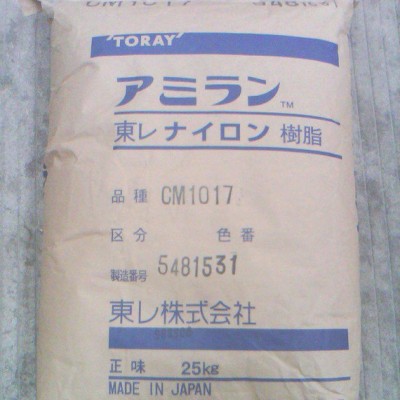 CM1017 5481531
'TORAY'
アミラン™
東レ ナイロン 樹脂
品種 CM1017
区分 色番
製造番号 5481531
東レ株式会社
正味 25kg
MADE IN JAPAN